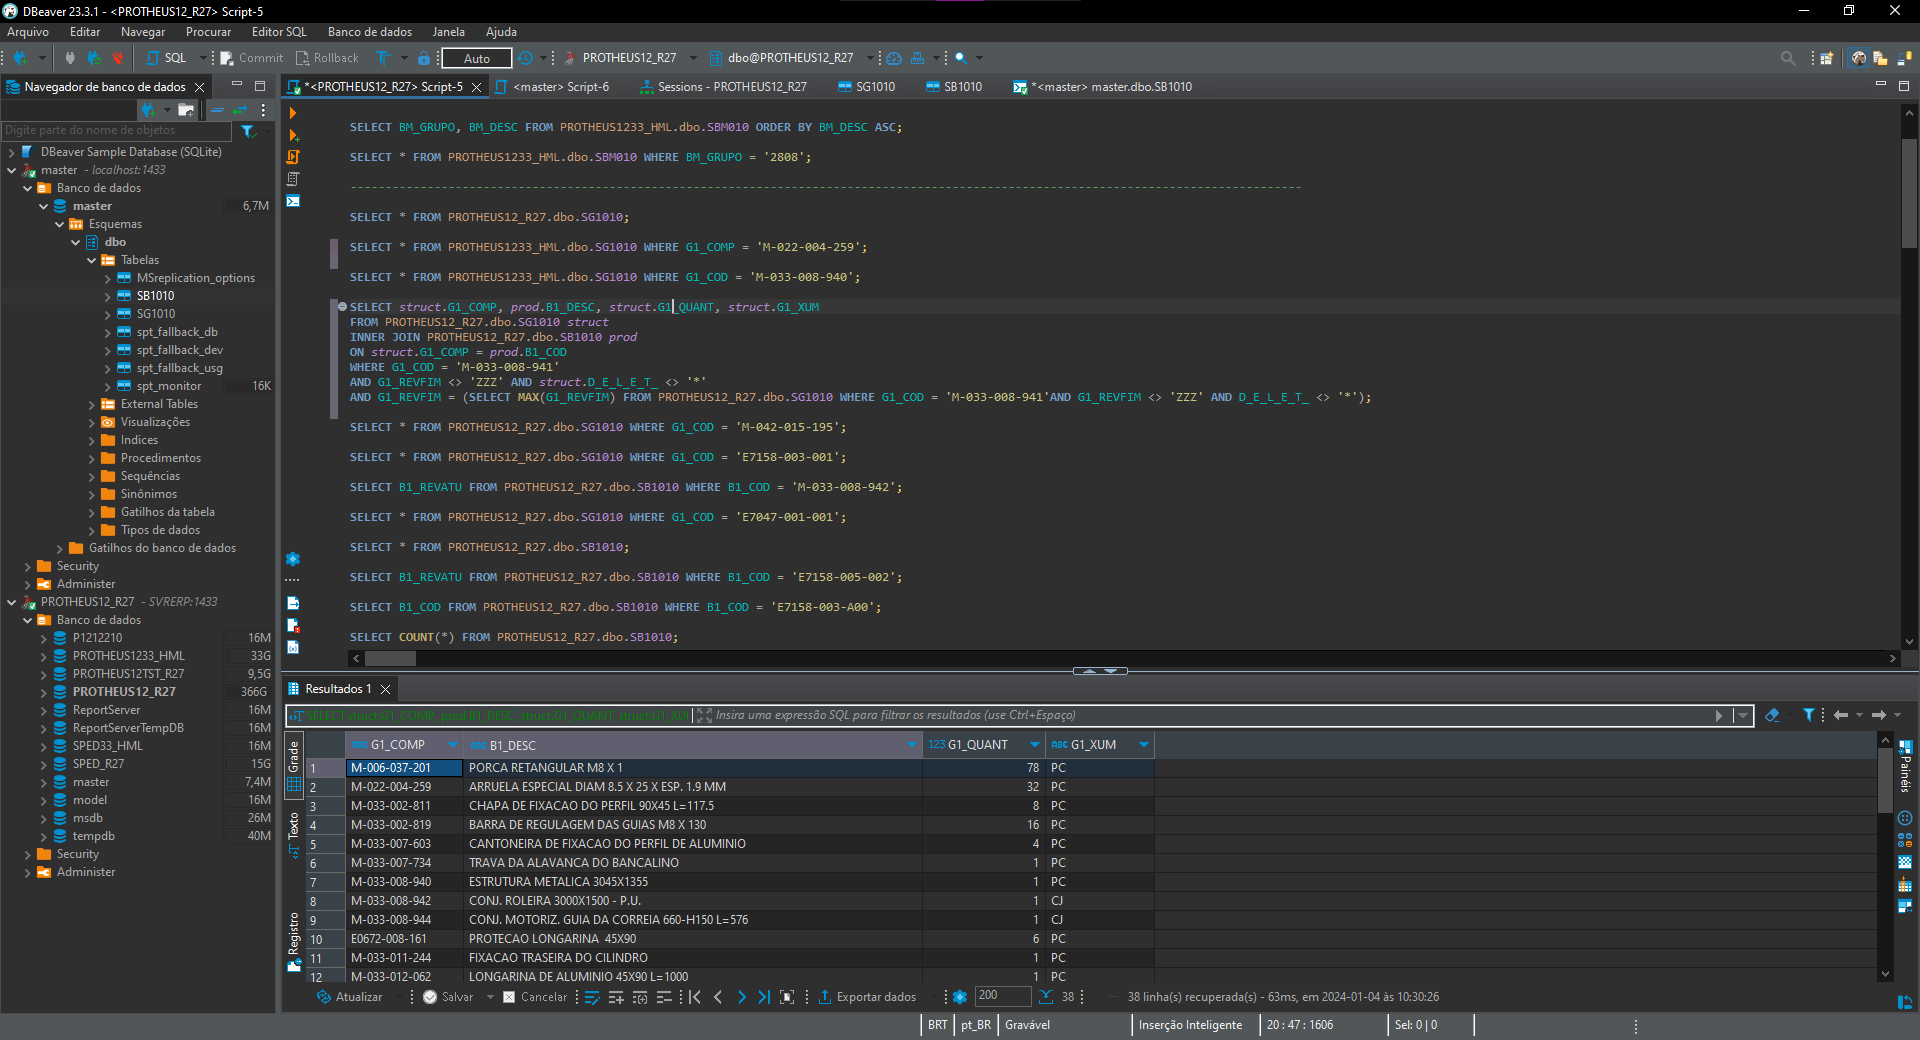 DBeaver 23.3.1 - <PROTHEUS12_R27> Script-5
Arquivo Editar Navegar Procurar Editor SQL Banco de dados Janela Ajuda
SQL Commit Rollback Auto PROTHEUS12_R27 dbo@PROTHEUS12_R27
Navegador de banco de dados
*<PROTHEUS12_R27> Script-5 <master> Script-6 Sessions - PROTHEUS12_R27 SG1010 SB1010 *<master> master.dbo.SB1010
Digite parte do nome de objetos
DBeaver Sample Database (SQLite)
master - localhost:1433
Banco de dados
master 6,7M
Esquemas
dbo
Tabelas
MSreplication_options
SB1010
SG1010
spt_fallback_db
spt_fallback_dev
spt_fallback_usg
spt_monitor 16K
External Tables
Visualizações
Indices
Procedimentos
Sequências
Sinônimos
Gatilhos da tabela
Tipos de dados
Gatilhos do banco de dados
Security
Administer
PROTHEUS12_R27 - SVRERP:1433
Banco de dados
P1212210 16M
PROTHEUS1233_HML 33G
PROTHEUS12TST_R27 9,5G
PROTHEUS12_R27 366G
ReportServer 16M
ReportServerTempDB 16M
SPED33_HML 16M
SPED_R27 15G
master 7,4M
model 16M
msdb 26M
tempdb 40M
Security
Administer
SELECT BM_GRUPO, BM_DESC FROM PROTHEUS1233_HML.dbo.SBM010 ORDER BY BM_DESC ASC;
SELECT * FROM PROTHEUS1233_HML.dbo.SBM010 WHERE BM_GRUPO = '2808';
----------------------------------------------------------------------------------------------------------------------------------------
SELECT * FROM PROTHEUS12_R27.dbo.SG1010;
SELECT * FROM PROTHEUS1233_HML.dbo.SG1010 WHERE G1_COMP = 'M-022-004-259';
SELECT * FROM PROTHEUS1233_HML.dbo.SG1010 WHERE G1_COD = 'M-033-008-940';
SELECT struct.G1_COMP, prod.B1_DESC, struct.G1_QUANT, struct.G1_XUM
FROM PROTHEUS12_R27.dbo.SG1010 struct
INNER JOIN PROTHEUS12_R27.dbo.SB1010 prod
ON struct.G1_COMP = prod.B1_COD
WHERE G1_COD = 'M-033-008-941'
AND G1_REVFIM <> 'ZZZ' AND struct.D_E_L_E_T_ <> '*'
AND G1_REVFIM = (SELECT MAX(G1_REVFIM) FROM PROTHEUS12_R27.dbo.SG1010 WHERE G1_COD = 'M-033-008-941'AND G1_REVFIM <> 'ZZZ' AND D_E_L_E_T_ <> '*');
SELECT * FROM PROTHEUS12_R27.dbo.SG1010 WHERE G1_COD = 'M-042-015-195';
SELECT * FROM PROTHEUS12_R27.dbo.SG1010 WHERE G1_COD = 'E7158-003-001';
SELECT B1_REVATU FROM PROTHEUS12_R27.dbo.SB1010 WHERE B1_COD = 'M-033-008-942';
SELECT * FROM PROTHEUS12_R27.dbo.SG1010 WHERE G1_COD = 'E7047-001-001';
SELECT * FROM PROTHEUS12_R27.dbo.SB1010;
SELECT B1_REVATU FROM PROTHEUS12_R27.dbo.SB1010 WHERE B1_COD = 'E7158-005-002';
SELECT B1_COD FROM PROTHEUS12_R27.dbo.SB1010 WHERE B1_COD = 'E7158-003-A00';
SELECT COUNT(*) FROM PROTHEUS12_R27.dbo.SB1010;
Resultados 1
SELECT struct.G1_COMP, prod.B1_DESC, struct.G1_QUANT, struct.G1_XU Insira uma expressão SQL para filtrar os resultados (use Ctrl+Espaço)
Grade
Texto
Registro
Painéis
ABC G1_COMP ABC B1_DESC 123 G1_QUANT ABC G1_XUM
1 M-006-037-201 PORCA RETANGULAR M8 X 1 78 PC
2 M-022-004-259 ARRUELA ESPECIAL DIAM 8.5 X 25 X ESP. 1.9 MM 32 PC
3 M-033-002-811 CHAPA DE FIXACAO DO PERFIL 90X45 L=117.5 8 PC
4 M-033-002-819 BARRA DE REGULAGEM DAS GUIAS M8 X 130 16 PC
5 M-033-007-603 CANTONEIRA DE FIXACAO DO PERFIL DE ALUMINIO 4 PC
6 M-033-007-734 TRAVA DA ALAVANCA DO BANCALINO 1 PC
7 M-033-008-940 ESTRUTURA METALICA 3045X1355 1 PC
8 M-033-008-942 CONJ. ROLEIRA 3000X1500 - P.U. 1 CJ
9 M-033-008-944 CONJ. MOTORIZ. GUIA DA CORREIA 660-H150 L=576 1 CJ
10 E0672-008-161 PROTECAO LONGARINA 45X90 6 PC
11 M-033-011-244 FIXACAO TRASEIRA DO CILINDRO 1 PC
12 M-033-012-062 LONGARINA DE ALUMINIO 45X90 L=1000 1 PC
Atualizar Salvar Cancelar Exportar dados 200 38 38 linha(s) recuperada(s) - 63ms, em 2024-01-04 às 10:30:26
BRT pt_BR Gravável Inserção Inteligente 20 : 47 : 1606 Sel: 0 | 0